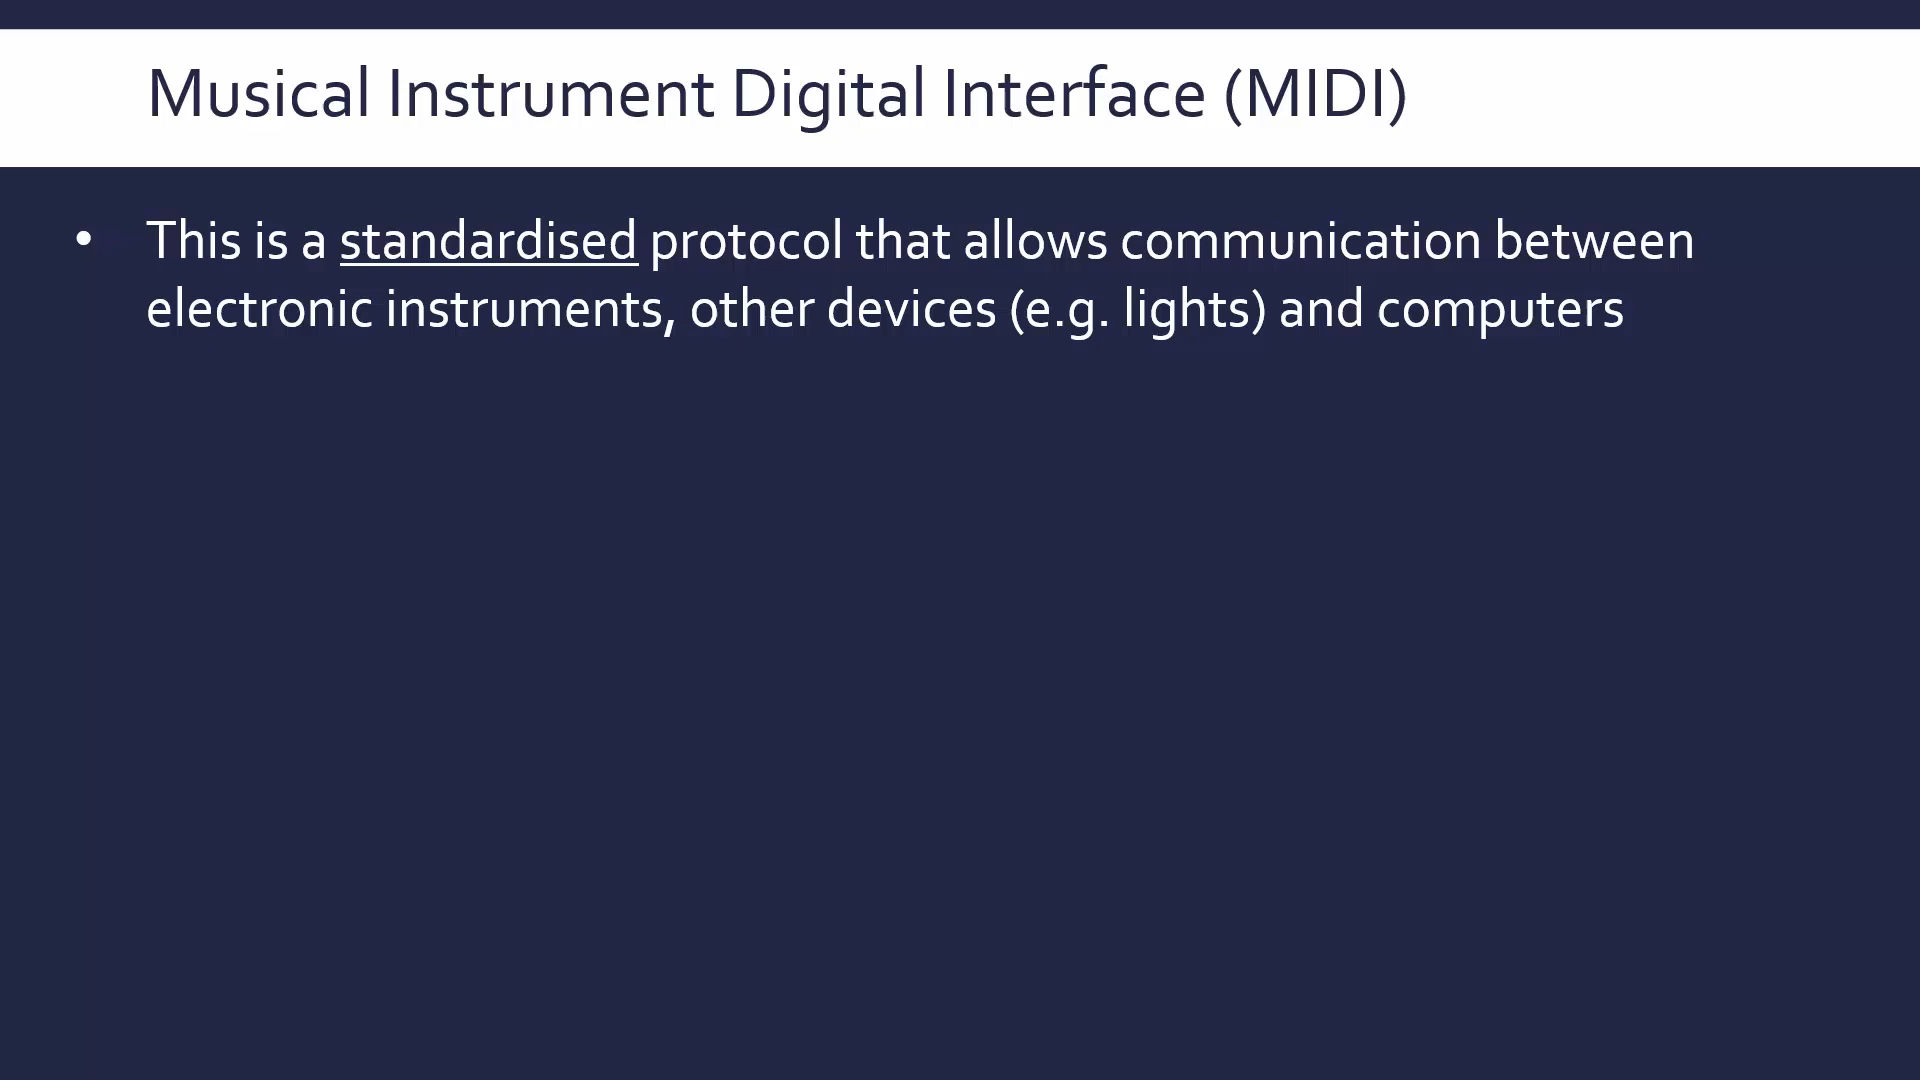 Musical Instrument Digital Interface (MIDI)
• This is a standardised protocol that allows communication between
electronic instruments, other devices (e.g. lights) and computers